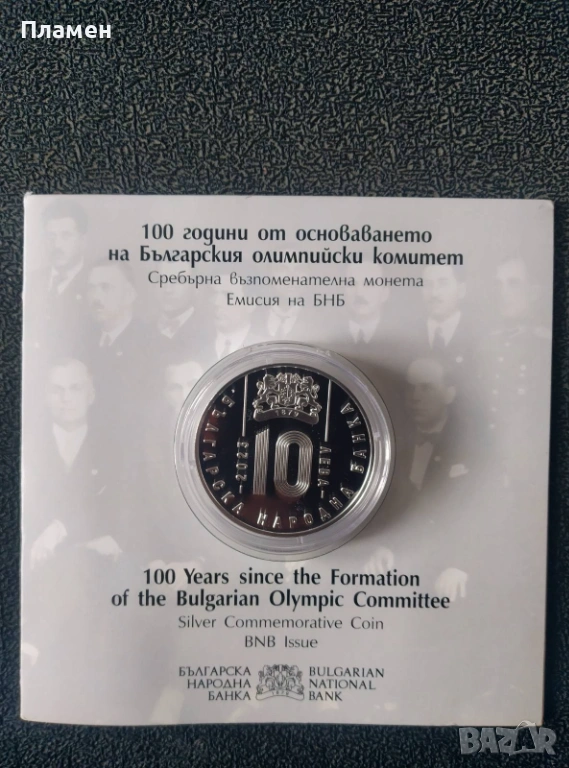 Пламен
100 години от основаването
на Българския олимпийски комитет
Сребърна възпоменателна монета
Емисия на БНБ
1879
10
-2023-
ЛЕВА-
·БЪЛГАРСКА НАРОДНА БАНКА·
100 Years since the Formation
of the Bulgarian Olympic Committee
Silver Commemorative Coin
BNB Issue
БЪЛГАРСКА
НАРОДНА
БАНКА
BULGARIAN
NATIONAL
BANK
BAZAR